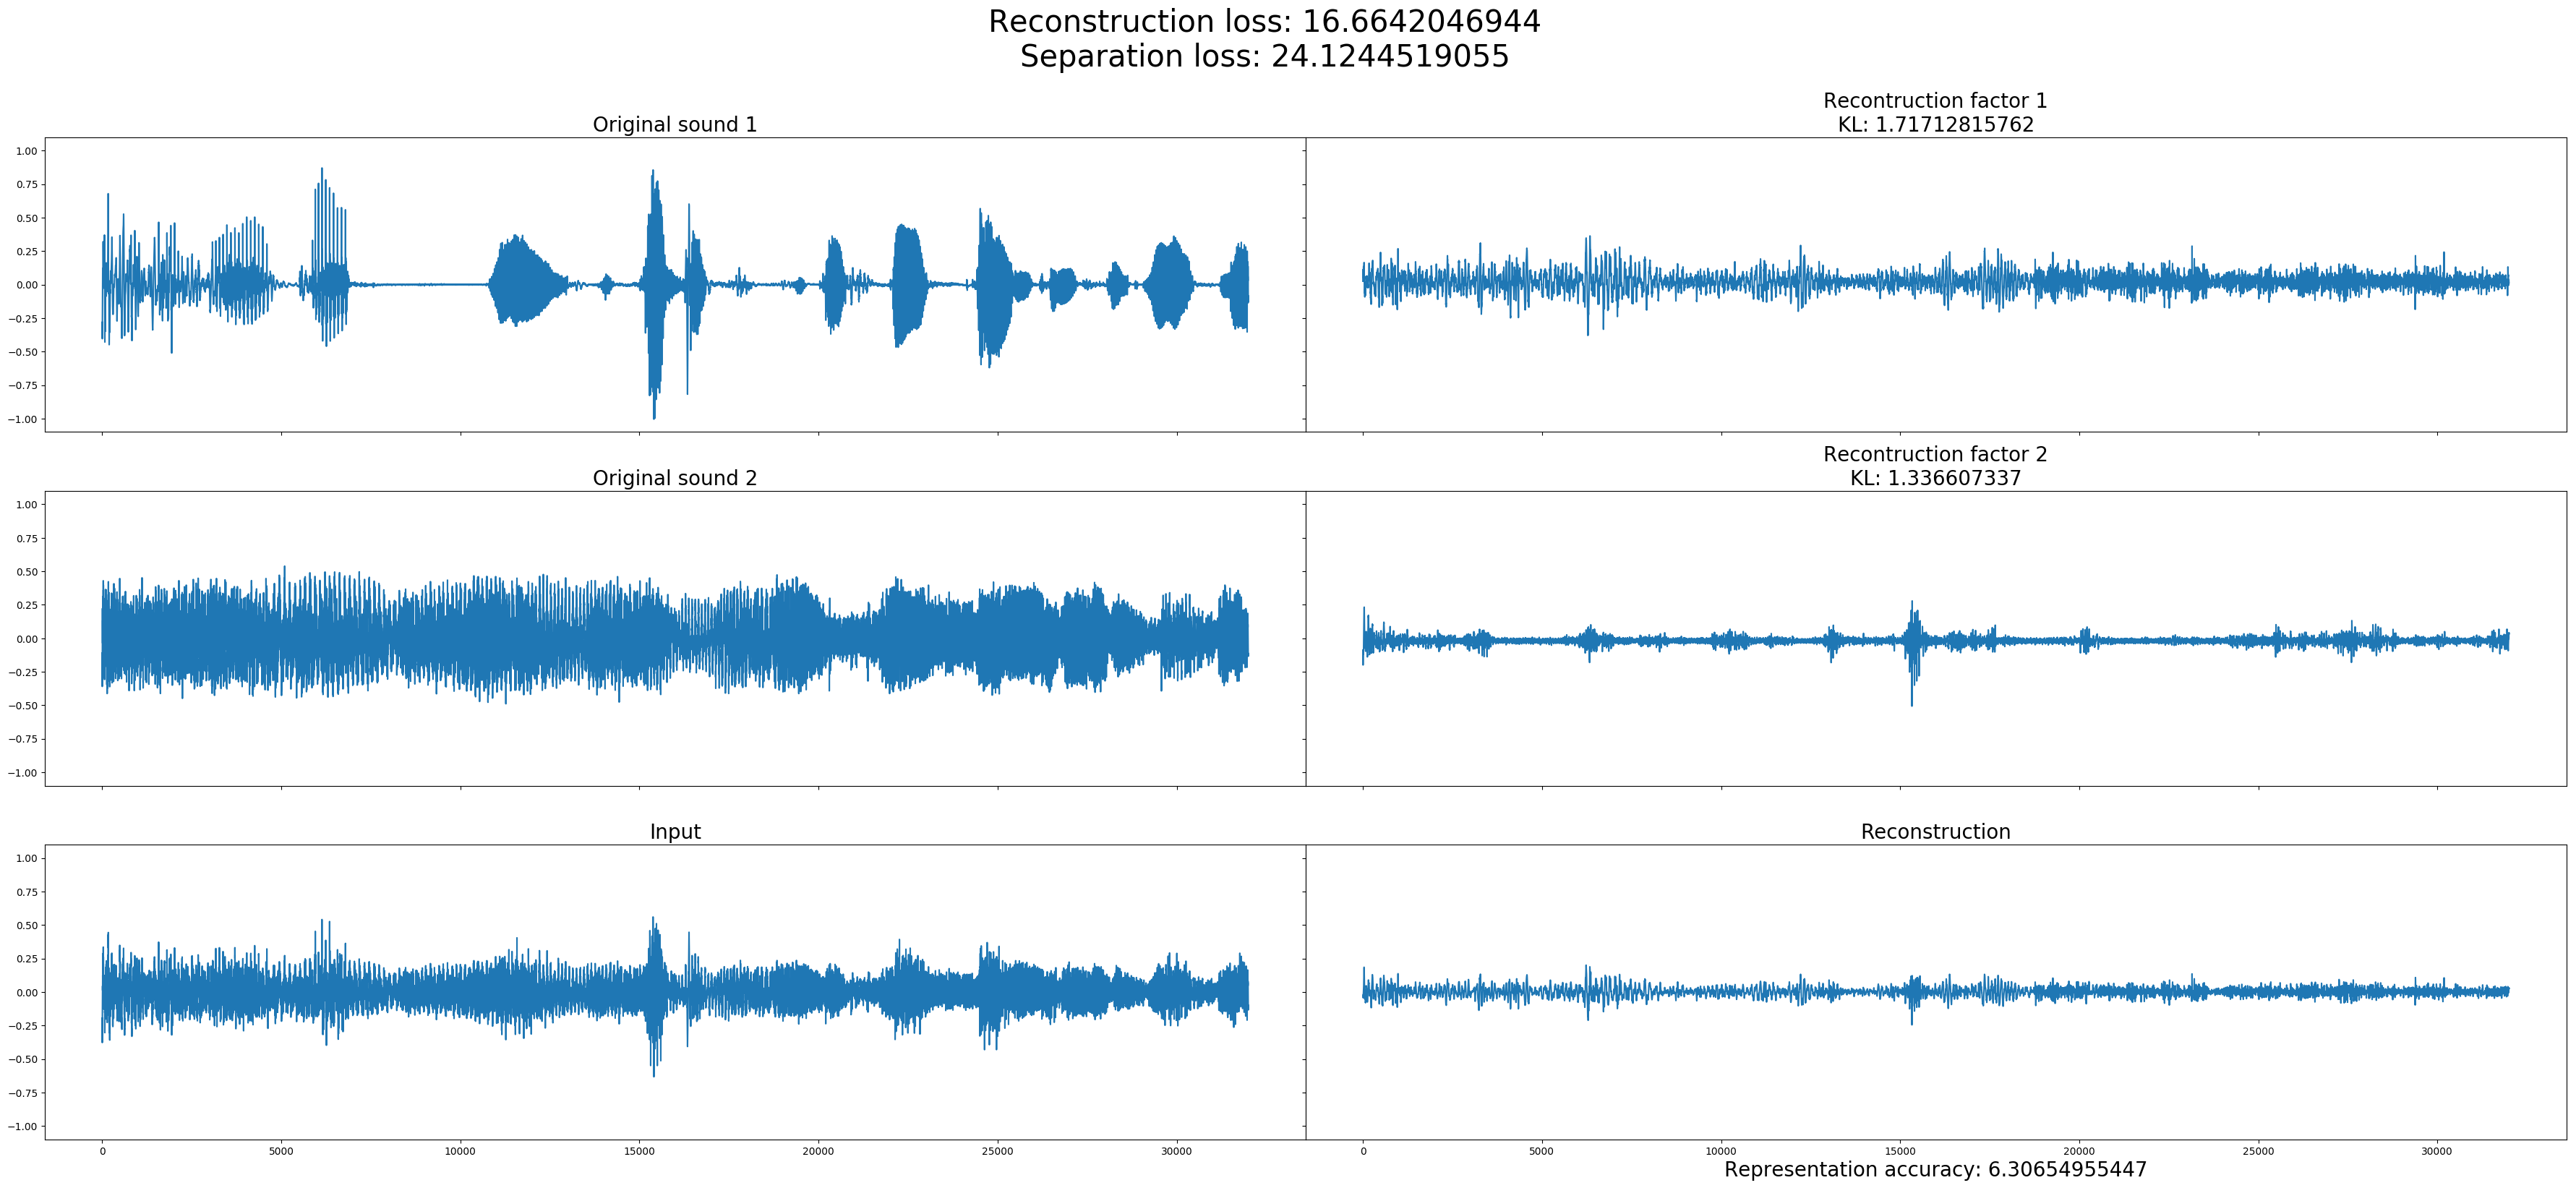 Reconstruction loss: 16.6642046944
Separation loss: 24.1244519055
Original sound 1
1.00
0.75
0.50
0.25
0.00
−0.25
−0.50
−0.75
−1.00
Recontruction factor 1
KL: 1.71712815762
Original sound 2
1.00
0.75
0.50
0.25
0.00
−0.25
−0.50
−0.75
−1.00
Recontruction factor 2
KL: 1.336607337
Input
1.00
0.75
0.50
0.25
0.00
−0.25
−0.50
−0.75
−1.00
0 5000 10000 15000 20000 25000 30000
Reconstruction
0 5000 10000 15000 20000 25000 30000
Representation accuracy: 6.30654955447